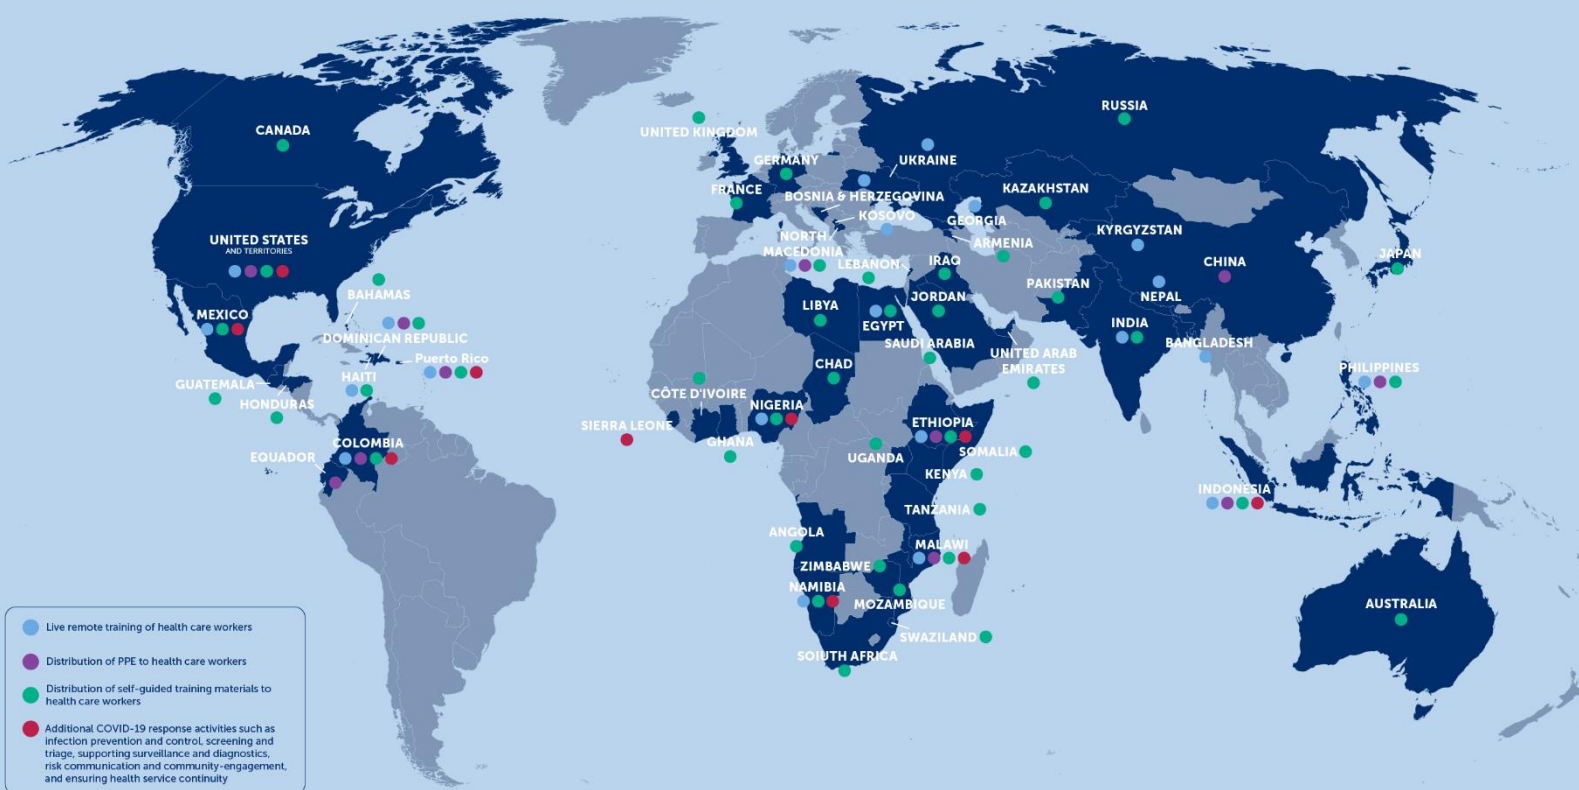 RUSSIA
CANADA
UNITED KINGDOM
GERMANY
UKRAINE
FRANCE
BOSNIA & HERZEGOVINA
KAZAKHSTAN
KOSOVO
GEORGIA
KYRGYZSTAN
UNITED STATES
AND TERRITORIES
NORTH
MACEDONIA
ARMENIA
LEBANON
IRAQ
CHINA
JAPAN
PAKISTAN
NEPAL
BAHAMAS
LIBYA
JORDAN
MEXICO
EGYPT
INDIA
DOMINICAN REPUBLIC
SAUDI ARABIA
BANGLADESH
UNITED ARAB
EMIRATES
Puerto Rico
CHAD
PHILIPPINES
HAITI
GUATEMALA
CÔTE D'IVOIRE
HONDURAS
NIGERIA
SIERRA LEONE
ETHIOPIA
COLOMBIA
GHANA
SOMALIA
EQUADOR
UGANDA
KENYA
INDONESIA
TANZANIA
ANGOLA
MALAWI
ZIMBABWE
NAMIBIA
MOZAMBIQUE
AUSTRALIA
SWAZILAND
SOIUTH AFRICA
Live remote training of health care workers
Distribution of PPE to health care workers
Distribution of self-guided training materials to
health care workers
Additional COVID-19 response activities such as
infection prevention and control, screening and
triage, supporting surveillance and diagnostics,
risk communication and community-engagement,
and ensuring health service continuity